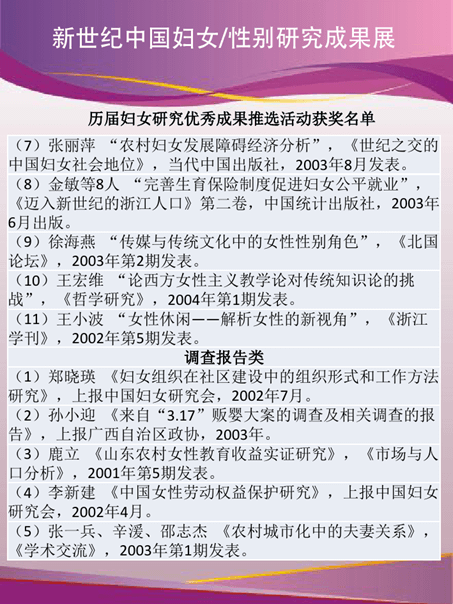 新世纪中国妇女/性别研究成果展
历届妇女研究优秀成果推选活动获奖名单
（7）张丽萍 “农村妇女发展障碍经济分析”，《世纪之交的
中国妇女社会地位》，当代中国出版社，2003年8月发表。
（8）金敏等8人 “完善生育保险制度促进妇女公平就业”，
《迈入新世纪的浙江人口》第二卷，中国统计出版社，2003年
6月出版。
（9）徐海燕 “传媒与传统文化中的女性性别角色”，《北国
论坛》，2003年第2期发表。
（10）王宏维 “论西方女性主义教学论对传统知识论的挑
战”，《哲学研究》，2004年第1期发表。
（11）王小波 “女性休闲——解析女性的新视角”，《浙江
学刊》，2002年第5期发表。
调查报告类
（1）郑晓瑛 《妇女组织在社区建设中的组织形式和工作方法
研究》，上报中国妇女研究会，2002年7月。
（2）孙小迎 《来自“3.17”贩婴大案的调查及相关调查的报
告》，上报广西自治区政协，2003年。
（3）鹿立 《山东农村女性教育收益实证研究》，《市场与人
口分析》，2001年第5期发表。
（4）李新建 《中国女性劳动权益保护研究》，上报中国妇女
研究会，2002年4月。
（5）张一兵、辛湲、邵志杰 《农村城市化中的夫妻关系》，
《学术交流》，2003年第1期发表。